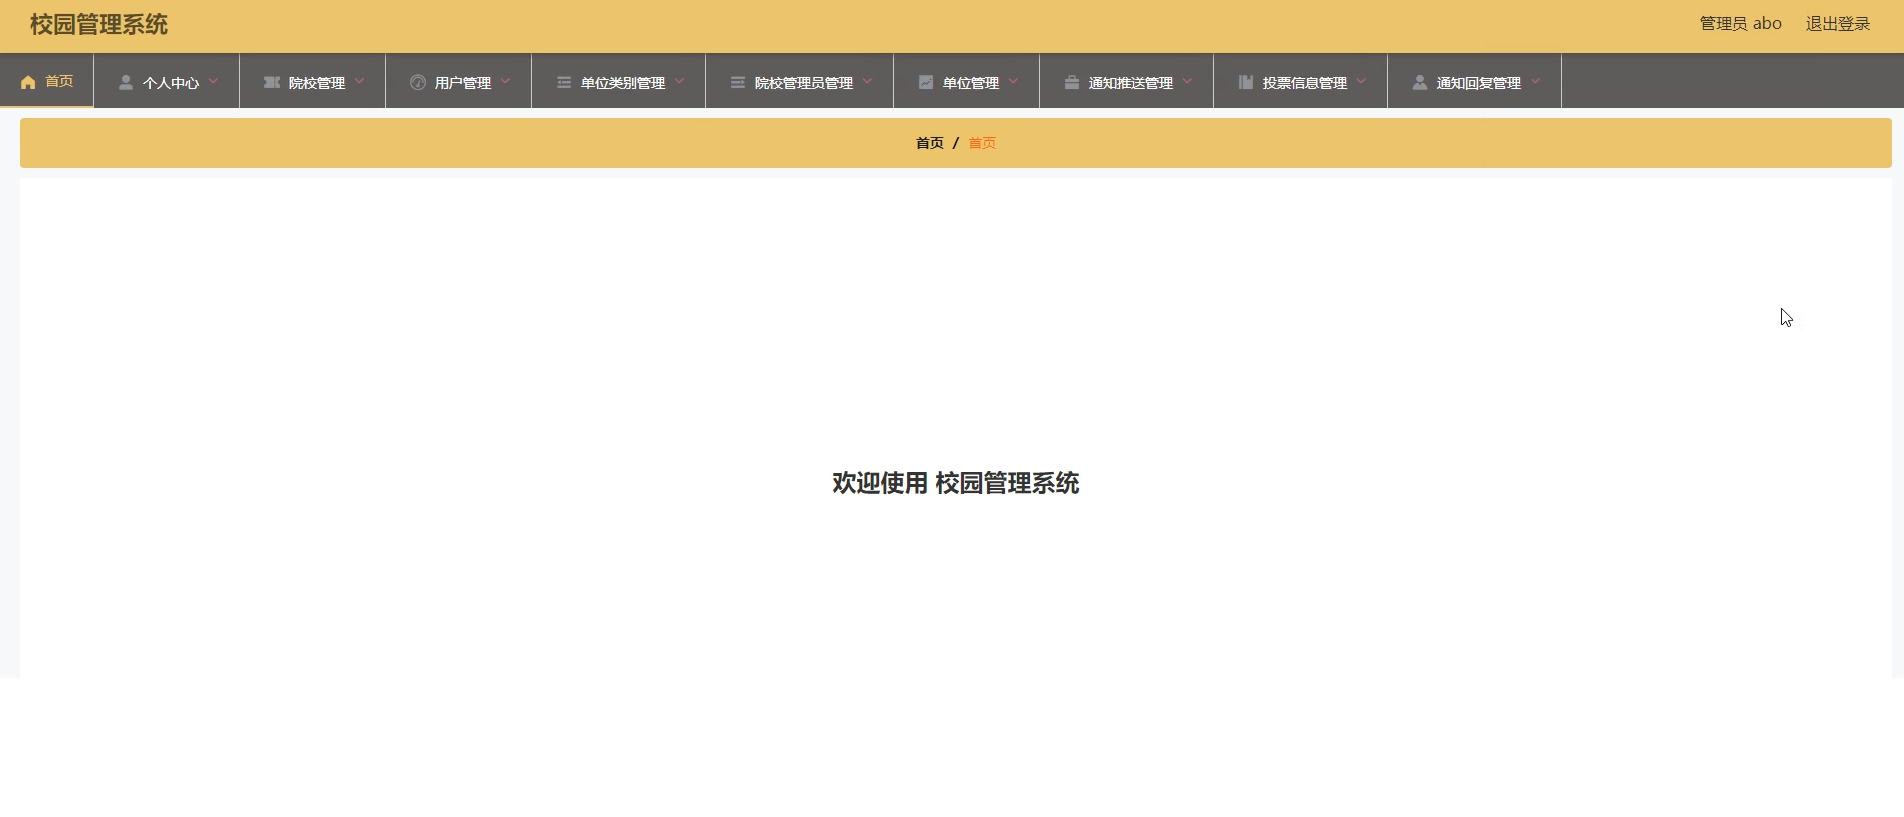 校园管理系统 管理员 abo 退出登录
首页 个人中心 院校管理 用户管理 单位类别管理 院校管理员管理 单位管理 通知推送管理 投票信息管理 通知回复管理
首页 / 首页
欢迎使用 校园管理系统